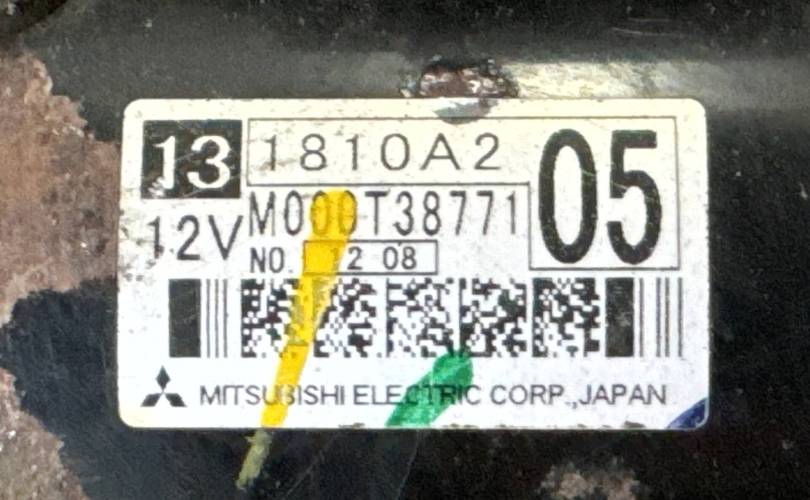 13 1810A2 05
12V M000T38771
NO. 12 08
MITSUBISHI ELECTRIC CORP.,JAPAN